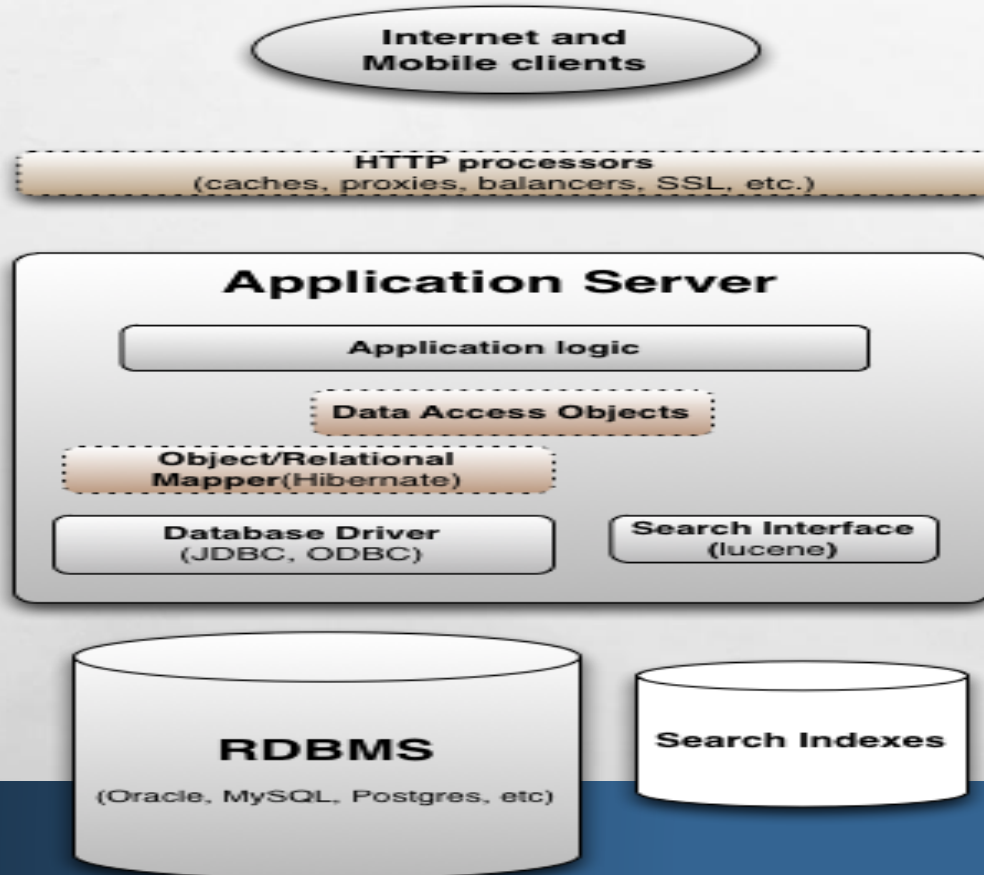 Internet and
Mobile clients
HTTP processors
(caches, proxies, balancers, SSL, etc.)
Application Server
Application logic
Data Access Objects
Object/Relational
Mapper(Hibernate)
Database Driver
(JDBC, ODBC)
Search Interface
(lucene)
RDBMS
(Oracle, MySQL, Postgres, etc)
Search Indexes